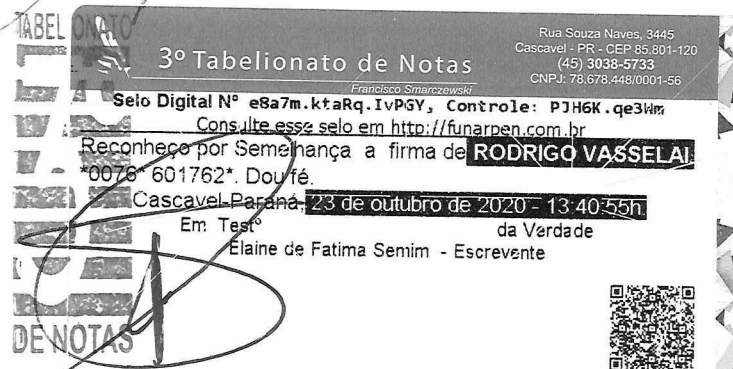 TABELIONATO
3º Tabelionato de Notas
Francisco Smarczewski
Rua Souza Naves, 3445
Cascavel - PR - CEP 85.801-120
(45) 3038-5733
CNPJ: 78.678.448/0001-56
Selo Digital Nº e8a7m.ktaRq.IvPGY, Controle: PJH6K.qe3Wm
Consulte esse selo em http://funarpen.com.br
Reconheço por Semelhança a firma de RODRIGO VASSELAI
*0076* 601762*. Dou fé.
Cascavel-Paraná, 23 de outubro de 2020 - 13:40:55h
Em Testº da Verdade
Elaine de Fatima Semim - Escrevente
DE NOTAS